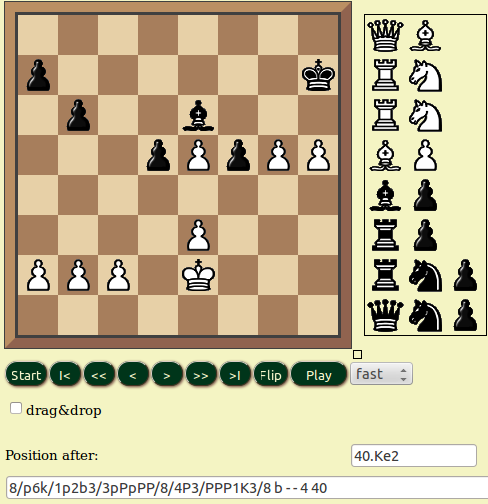 Start |< << < > >> >| Flip Play fast
drag&drop
Position after: 40.Ke2
8/p6k/1p2b3/3pPpPP/8/4P3/PPP1K3/8 b - - 4 40